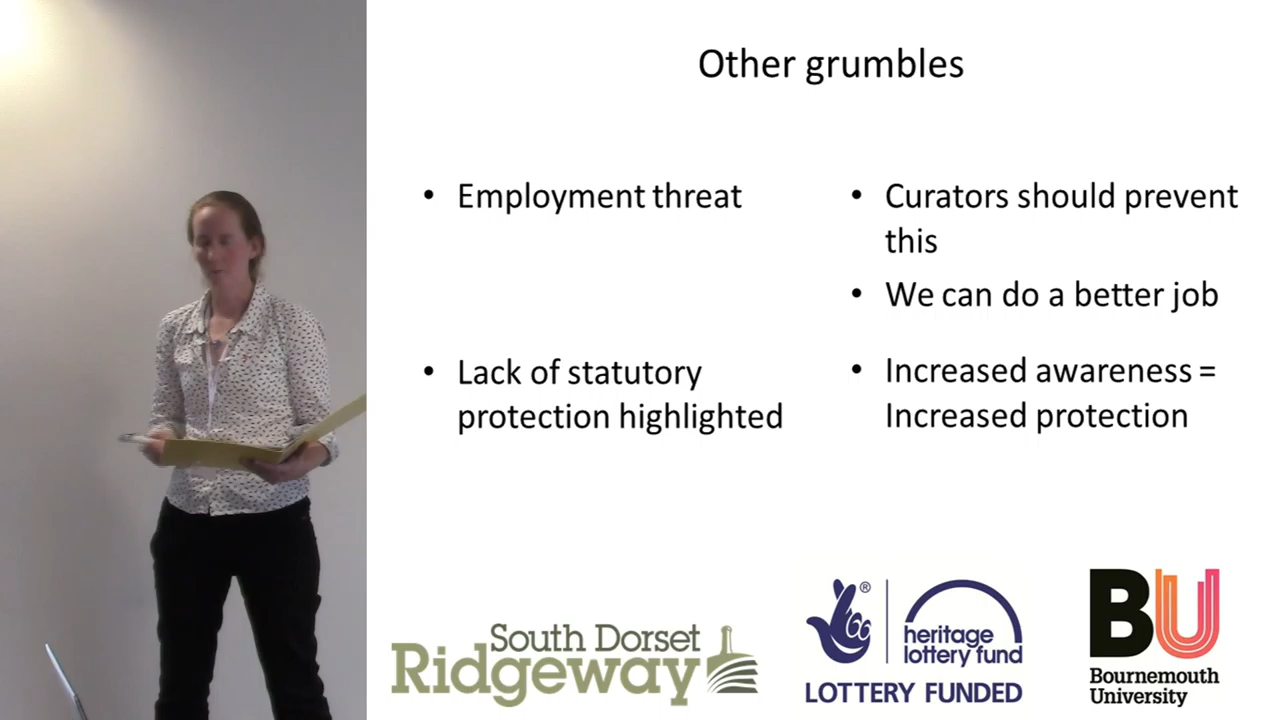 Other grumbles
• Employment threat
• Curators should prevent
this
• We can do a better job
• Lack of statutory
protection highlighted
• Increased awareness =
Increased protection
South Dorset
Ridgeway
®
heritage
lottery fund
LOTTERY FUNDED
BU
Bournemouth
University